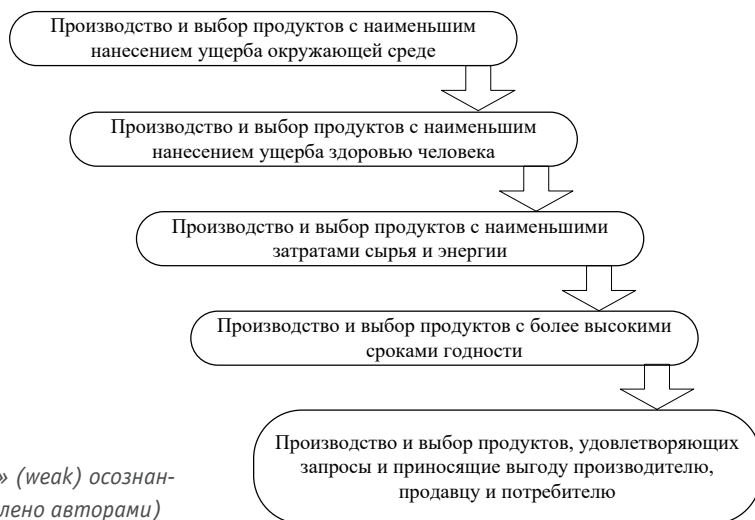 Производство и выбор продуктов с наименьшим
нанесением ущерба окружающей среде
Производство и выбор продуктов с наименьшим
нанесением ущерба здоровью человека
Производство и выбор продуктов с наименьшими
затратами сырья и энергии
Производство и выбор продуктов с более высокими
сроками годности
Производство и выбор продуктов, удовлетворяющих
запросы и приносящие выгоду производителю,
продавцу и потребителю
» (weak) осознан-
лено авторами)